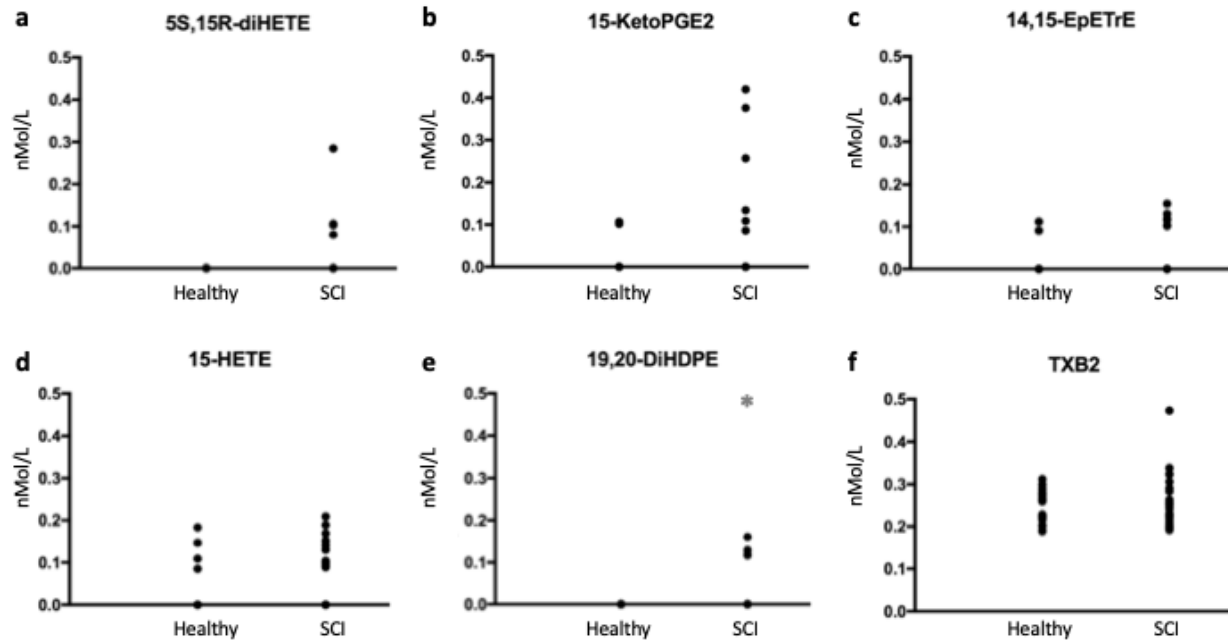 a
5S,15R-diHETE
nMol/L
0.5
0.4
0.3
0.2
0.1
0.0
Healthy SCI
b
15-KetoPGE2
nMol/L
0.5
0.4
0.3
0.2
0.1
0.0
Healthy SCI
c
14,15-EpETrE
nMol/L
0.5
0.4
0.3
0.2
0.1
0.0
Healthy SCI
d
15-HETE
nMol/L
0.5
0.4
0.3
0.2
0.1
0.0
Healthy SCI
e
19,20-DiHDPE
nMol/L
0.5
0.4
0.3
0.2
0.1
0.0
*
Healthy SCI
f
TXB2
nMol/L
0.5
0.4
0.3
0.2
0.1
0.0
Healthy SCI